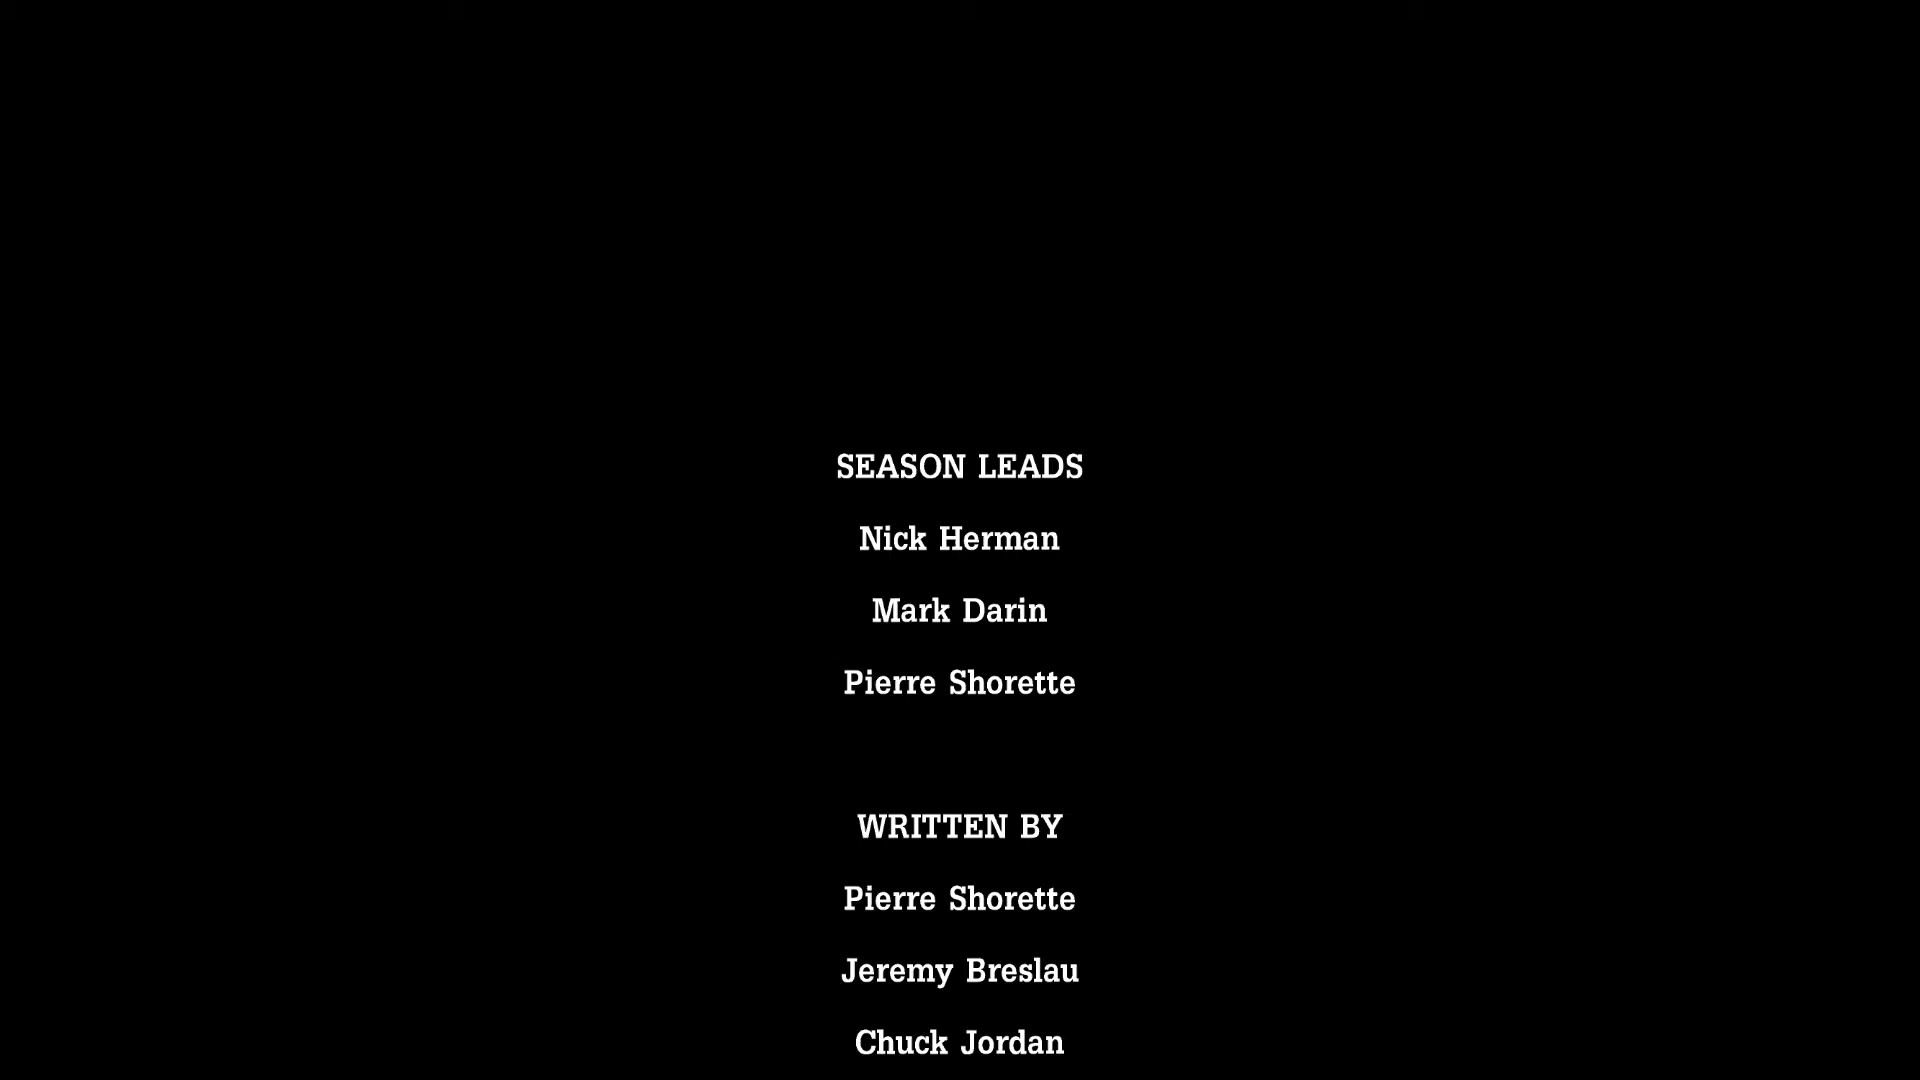 SEASON LEADS
Nick Herman
Mark Darin
Pierre Shorette
WRITTEN BY
Pierre Shorette
Jeremy Breslau
Chuck Jordan